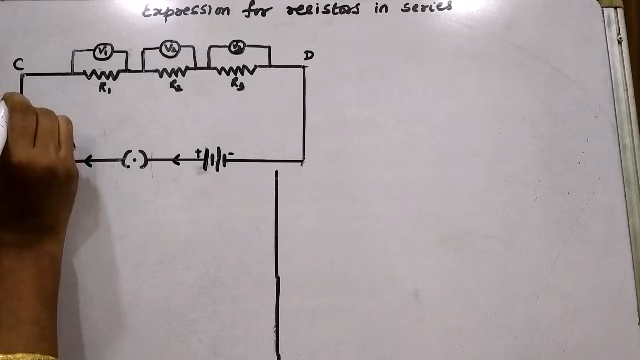 Expression for resistors in series
V1 V2 V3
C D
R1 R2 R3
+ -